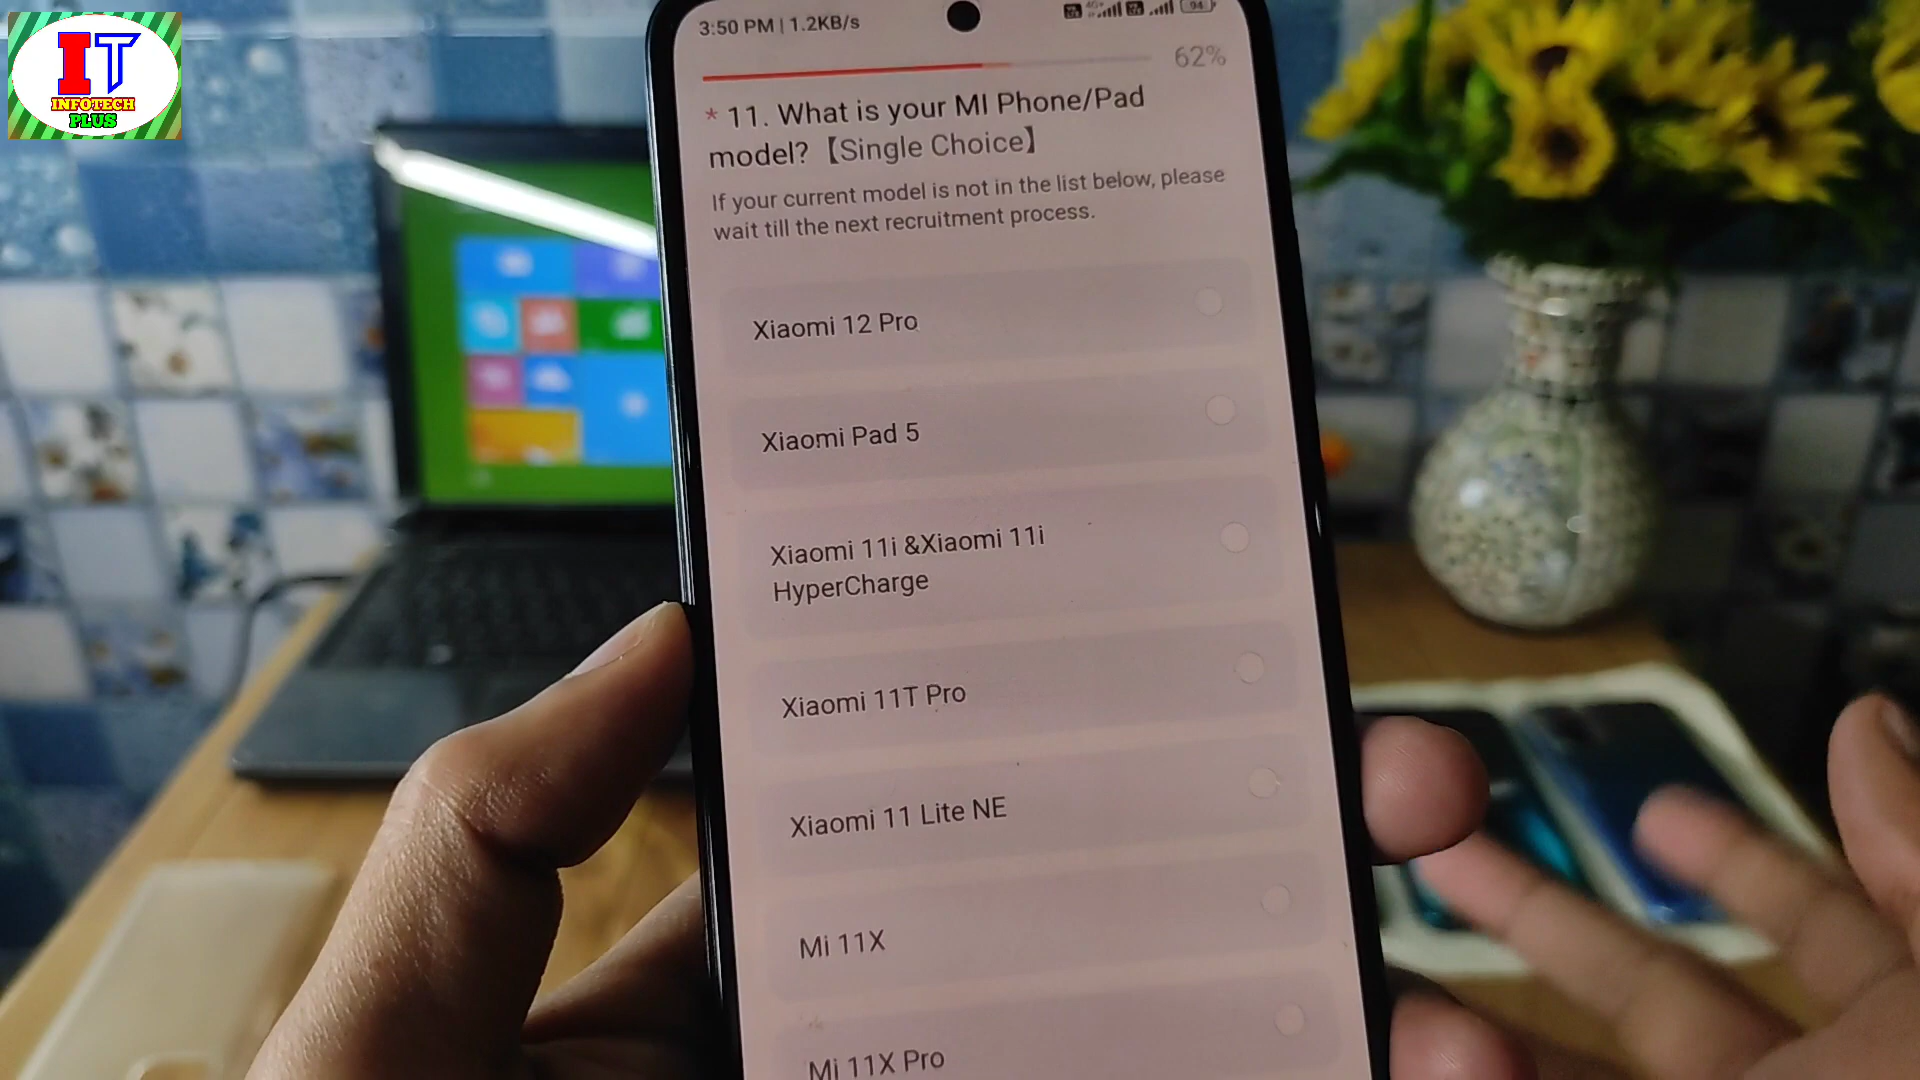 IT
INFOTECH
PLUS
3:50 PM | 1.2KB/s
94
62%
* 11. What is your MI Phone/Pad
model?【Single Choice】
If your current model is not in the list below, please
wait till the next recruitment process.
Xiaomi 12 Pro
Xiaomi Pad 5
Xiaomi 11i &Xiaomi 11i
HyperCharge
Xiaomi 11T Pro
Xiaomi 11 Lite NE
Mi 11X
Mi 11X Pro